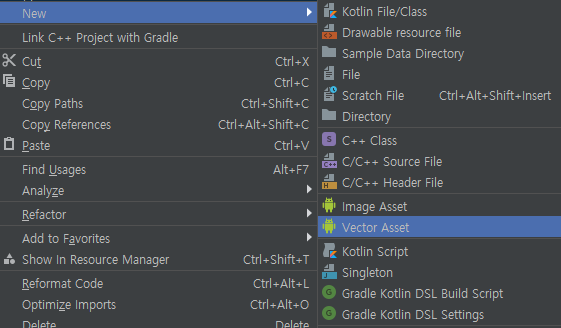 New
Link C++ Project with Gradle
Cut Ctrl+X
Copy Ctrl+C
Copy Paths Ctrl+Shift+C
Copy References Ctrl+Alt+Shift+C
Paste Ctrl+V
Find Usages Alt+F7
Analyze
Refactor
Add to Favorites
Show In Resource Manager Ctrl+Shift+T
Reformat Code Ctrl+Alt+L
Optimize Imports Ctrl+Alt+O
Delete Delete
Kotlin File/Class
Drawable resource file
Sample Data Directory
File
Scratch File Ctrl+Alt+Shift+Insert
Directory
S C++ Class
C++ C/C++ Source File
H C/C++ Header File
Image Asset
Vector Asset
Kotlin Script
J Singleton
G Gradle Kotlin DSL Build Script
G Gradle Kotlin DSL Settings